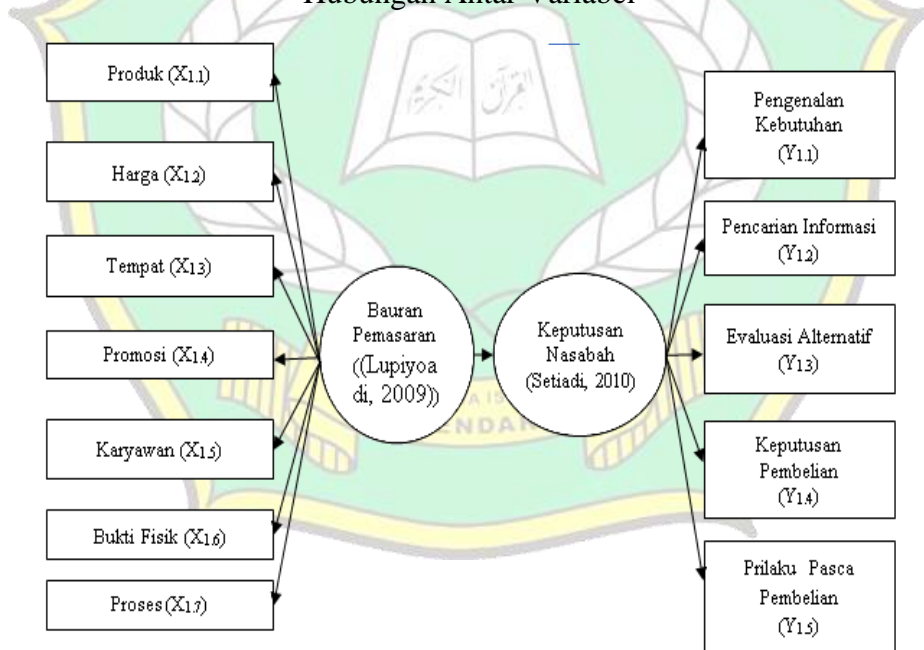 Hubungan Antar Variabel
Produk (X1.1)
Harga (X1.2)
Tempat (X1.3)
Promosi (X1.4)
Karyawan (X1.5)
Bukti Fisik (X1.6)
Proses (X1.7)
Bauran
Pemasaran
((Lupiyoa
di, 2009))
Keputusan
Nasabah
(Setiadi, 2010)
Pengenalan
Kebutuhan
(Y1.1)
Pencarian Informasi
(Y1.2)
Evaluasi Alternatif
(Y1.3)
Keputusan
Pembelian
(Y1.4)
Prilaku Pasca
Pembelian
(Y1.5)
القرآن
الكريم